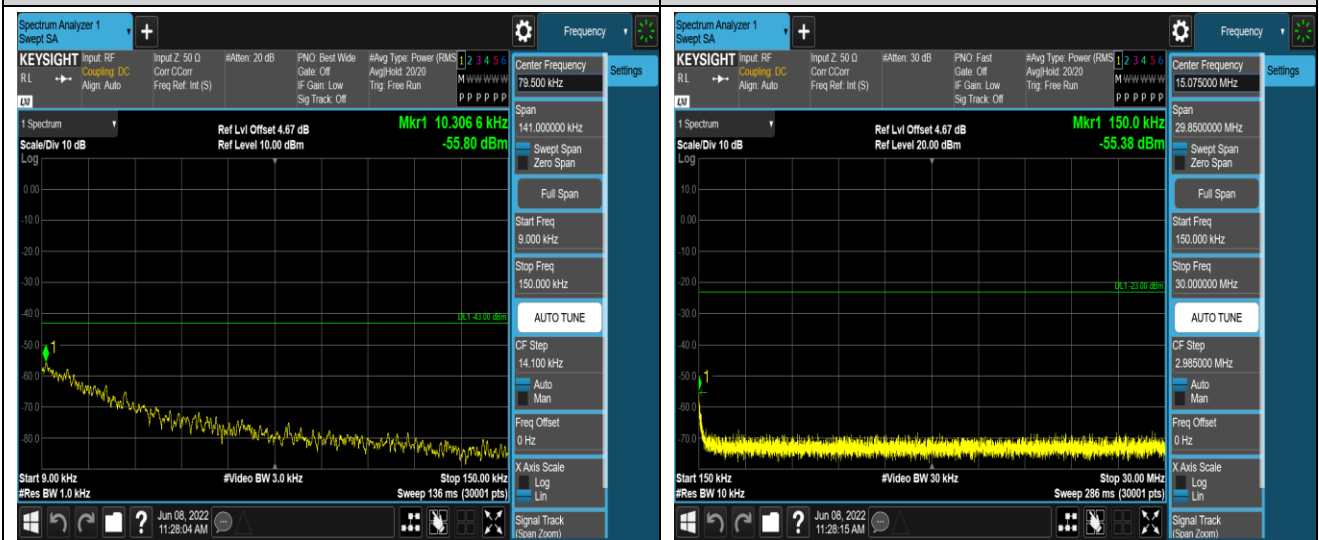 Spectrum Analyzer 1
Swept SA
Frequency
KEYSIGHT
R L
LXI
Input: RF
Coupling: DC
Align: Auto
Input Z: 50 Ω
Corr CCorr
Freq Ref: Int (S)
#Atten: 20 dB
PNO: Best Wide
Gate: Off
IF Gain: Low
Sig Track: Off
#Avg Type: Power (RMS
Avg|Hold: 20/20
Trig: Free Run
1 2 3 4 5 6
M W W W W W
P P P P P P
Center Frequency
79.500 kHz
Settings
Span
141.000000 kHz
Swept Span
Zero Span
Full Span
Start Freq
9.000 kHz
Stop Freq
150.000 kHz
AUTO TUNE
CF Step
14.100 kHz
Auto
Man
Freq Offset
0 Hz
X Axis Scale
Log
Lin
Signal Track
(Span Zoom)
1 Spectrum
Scale/Div 10 dB
Log
Ref Lvl Offset 4.67 dB
Ref Level 10.00 dBm
Mkr1 10.306 6 kHz
-55.80 dBm
0.00
-10.0
-20.0
-30.0
-40.0
-50.0
-60.0
-70.0
-80.0
DL1 -43.00 dBm
1
Start 9.00 kHz
#Res BW 1.0 kHz
#Video BW 3.0 kHz
Stop 150.00 kHz
Sweep 136 ms (30001 pts)
?
Jun 08, 2022
11:28:04 AM
Spectrum Analyzer 1
Swept SA
Frequency
KEYSIGHT
R L
LXI
Input: RF
Coupling: DC
Align: Auto
Input Z: 50 Ω
Corr CCorr
Freq Ref: Int (S)
#Atten: 30 dB
PNO: Fast
Gate: Off
IF Gain: Low
Sig Track: Off
#Avg Type: Power (RMS
Avg|Hold: 20/20
Trig: Free Run
1 2 3 4 5 6
M W W W W W
P P P P P P
Center Frequency
15.075000 MHz
Settings
Span
29.8500000 MHz
Swept Span
Zero Span
Full Span
Start Freq
150.000 kHz
Stop Freq
30.000000 MHz
AUTO TUNE
CF Step
2.985000 MHz
Auto
Man
Freq Offset
0 Hz
X Axis Scale
Log
Lin
Signal Track
(Span Zoom)
1 Spectrum
Scale/Div 10 dB
Log
Ref Lvl Offset 4.67 dB
Ref Level 20.00 dBm
Mkr1 150.0 kHz
-55.38 dBm
10.0
0.00
-10.0
-20.0
-30.0
-40.0
-50.0
-60.0
-70.0
DL1 -23.00 dBm
1
Start 150 kHz
#Res BW 10 kHz
#Video BW 30 kHz
Stop 30.00 MHz
Sweep 286 ms (30001 pts)
?
Jun 08, 2022
11:28:15 AM